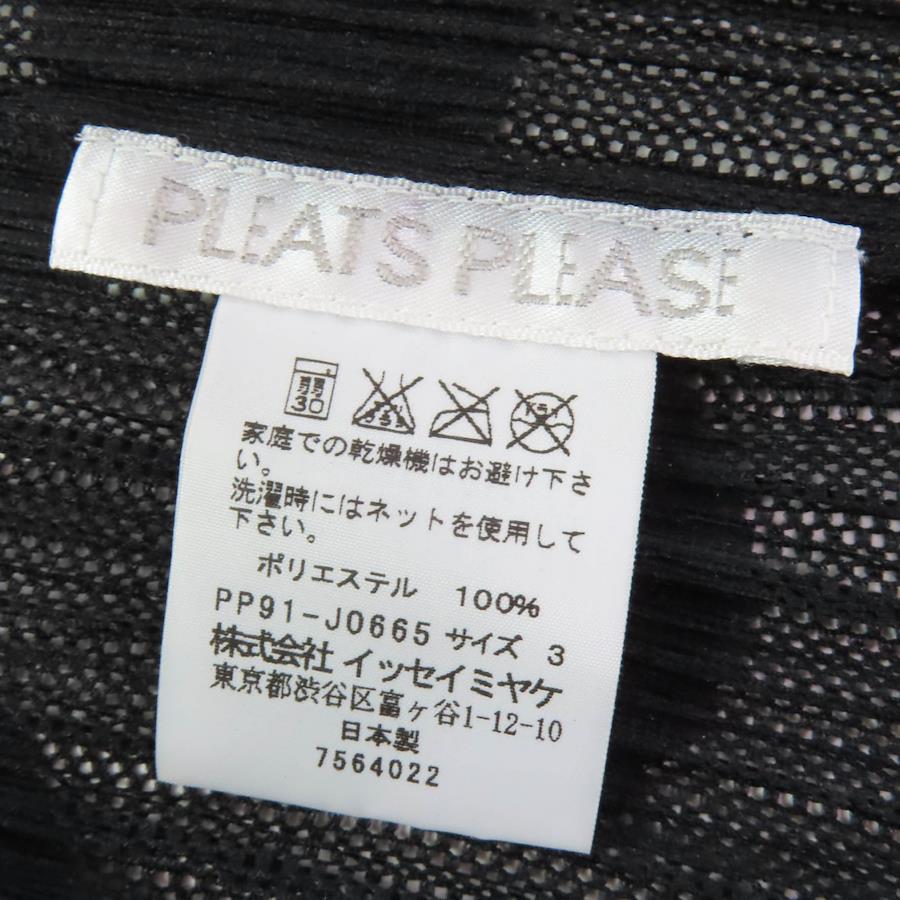 PLEATS PLEASE
弱
30
家庭での乾燥機はお避け下さ
い。
洗濯時にはネットを使用して
下さい。
ポリエステル 100%
PP91-J0665 サイズ 3
株式会社 イッセイミヤケ
東京都渋谷区富ヶ谷1-12-10
日本製
7564022